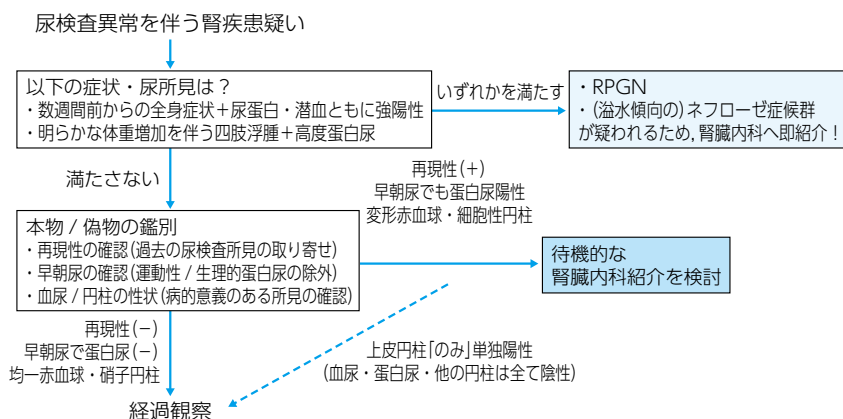 尿検査異常を伴う腎疾患疑い
以下の症状・尿所見は？
・数週間前からの全身症状＋尿蛋白・潜血ともに強陽性
・明らかな体重増加を伴う四肢浮腫＋高度蛋白尿
いずれかを満たす
・RPGN
・(溢水傾向の)ネフローゼ症候群
が疑われるため,腎臓内科へ即紹介！
満たさない
再現性(＋)
早朝尿でも蛋白尿陽性
変形赤血球・細胞性円柱
本物 / 偽物の鑑別
・再現性の確認(過去の尿検査所見の取り寄せ)
・早朝尿の確認(運動性 / 生理的蛋白尿の除外)
・血尿 / 円柱の性状(病的意義のある所見の確認)
待機的な
腎臓内科紹介を検討
再現性(－)
早朝尿で蛋白尿(－)
均一赤血球・硝子円柱
上皮円柱｢のみ｣単独陽性
(血尿・蛋白尿・他の円柱は全て陰性)
経過観察